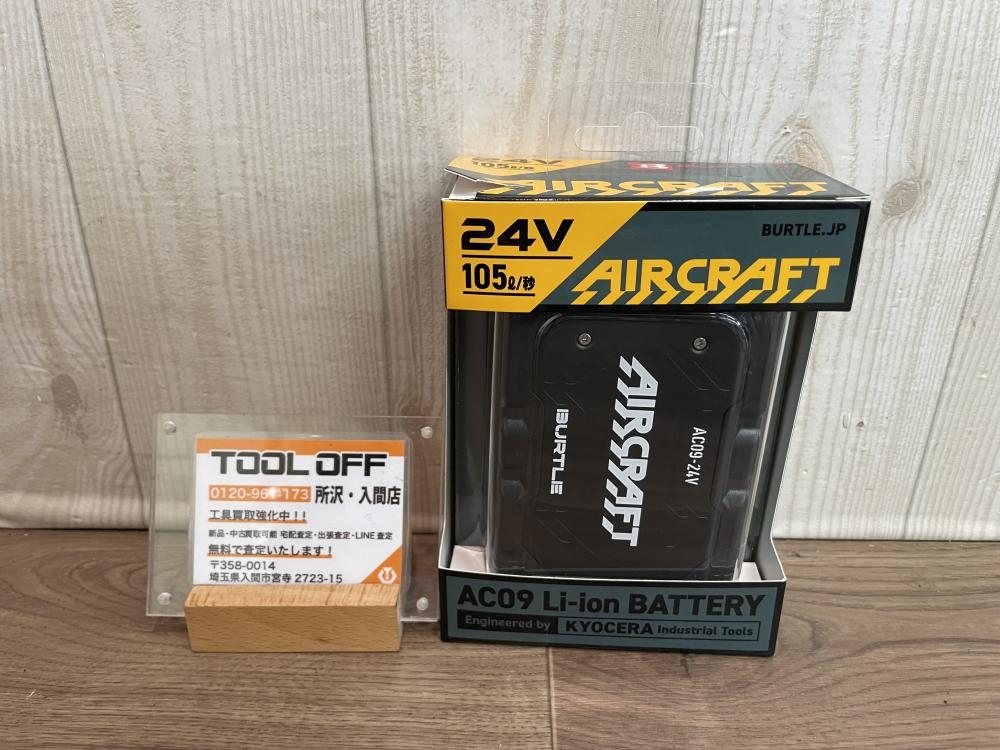 24V
105ℓ/秒
AIRCRAFT
24V
105ℓ/秒
BURTLE.JP
AIRCRAFT
AIRCRAFT
BURTLE
AC09-24V
AC09 Li-ion BATTERY
Engineered by KYOCERA Industrial Tools
TOOL OFF
所沢・入間店
工具買取強化中！！
新品・中古買取可能 宅配査定・出張査定・LINE査定
無料で査定いたします！
〒358-0014
埼玉県入間市宮寺 2723-15